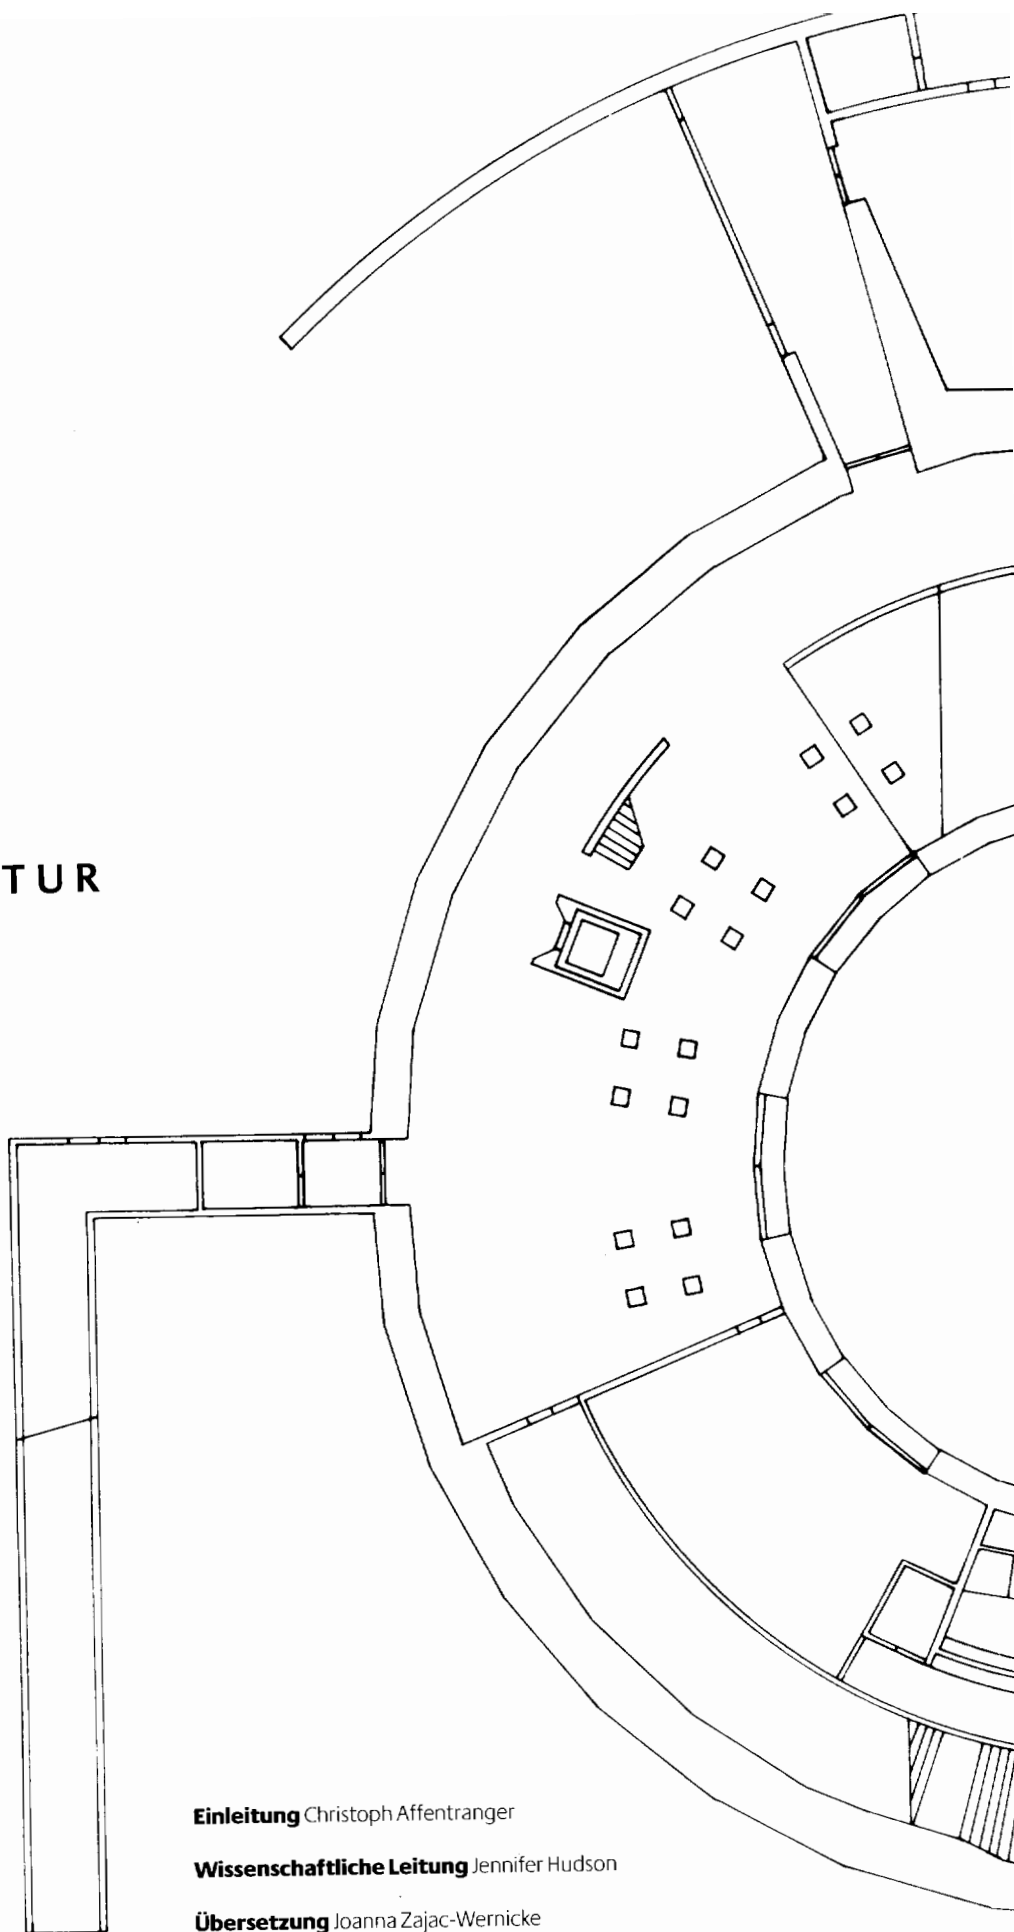 TUR
Einleitung Christoph Affentranger
Wissenschaftliche Leitung Jennifer Hudson
Übersetzung Joanna Zajac-Wernicke